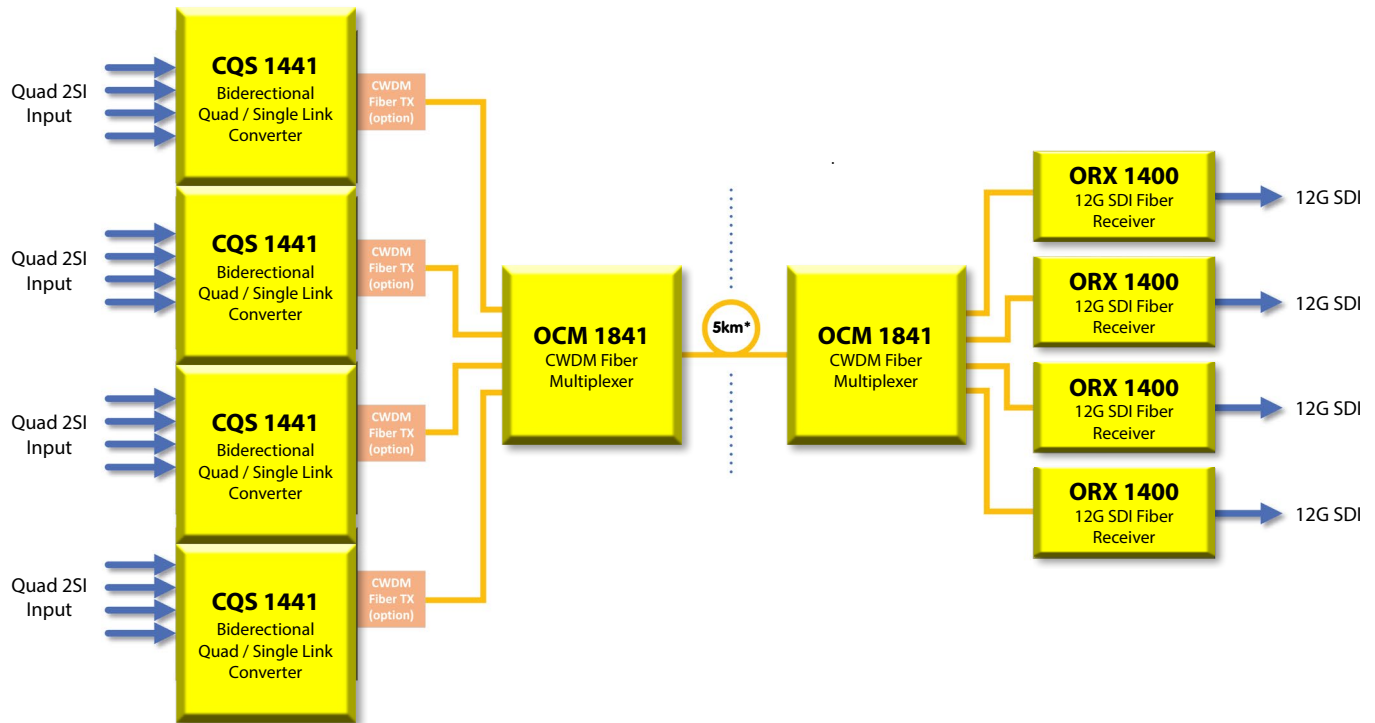 Quad 2SI
Input
CQS 1441
Biderectional
Quad / Single Link
Converter
CWDM
Fiber TX
(option)
Quad 2SI
Input
CQS 1441
Biderectional
Quad / Single Link
Converter
CWDM
Fiber TX
(option)
Quad 2SI
Input
CQS 1441
Biderectional
Quad / Single Link
Converter
CWDM
Fiber TX
(option)
Quad 2SI
Input
CQS 1441
Biderectional
Quad / Single Link
Converter
CWDM
Fiber TX
(option)
OCM 1841
CWDM Fiber
Multiplexer
5km*
OCM 1841
CWDM Fiber
Multiplexer
ORX 1400
12G SDI Fiber
Receiver
12G SDI
ORX 1400
12G SDI Fiber
Receiver
12G SDI
ORX 1400
12G SDI Fiber
Receiver
12G SDI
ORX 1400
12G SDI Fiber
Receiver
12G SDI